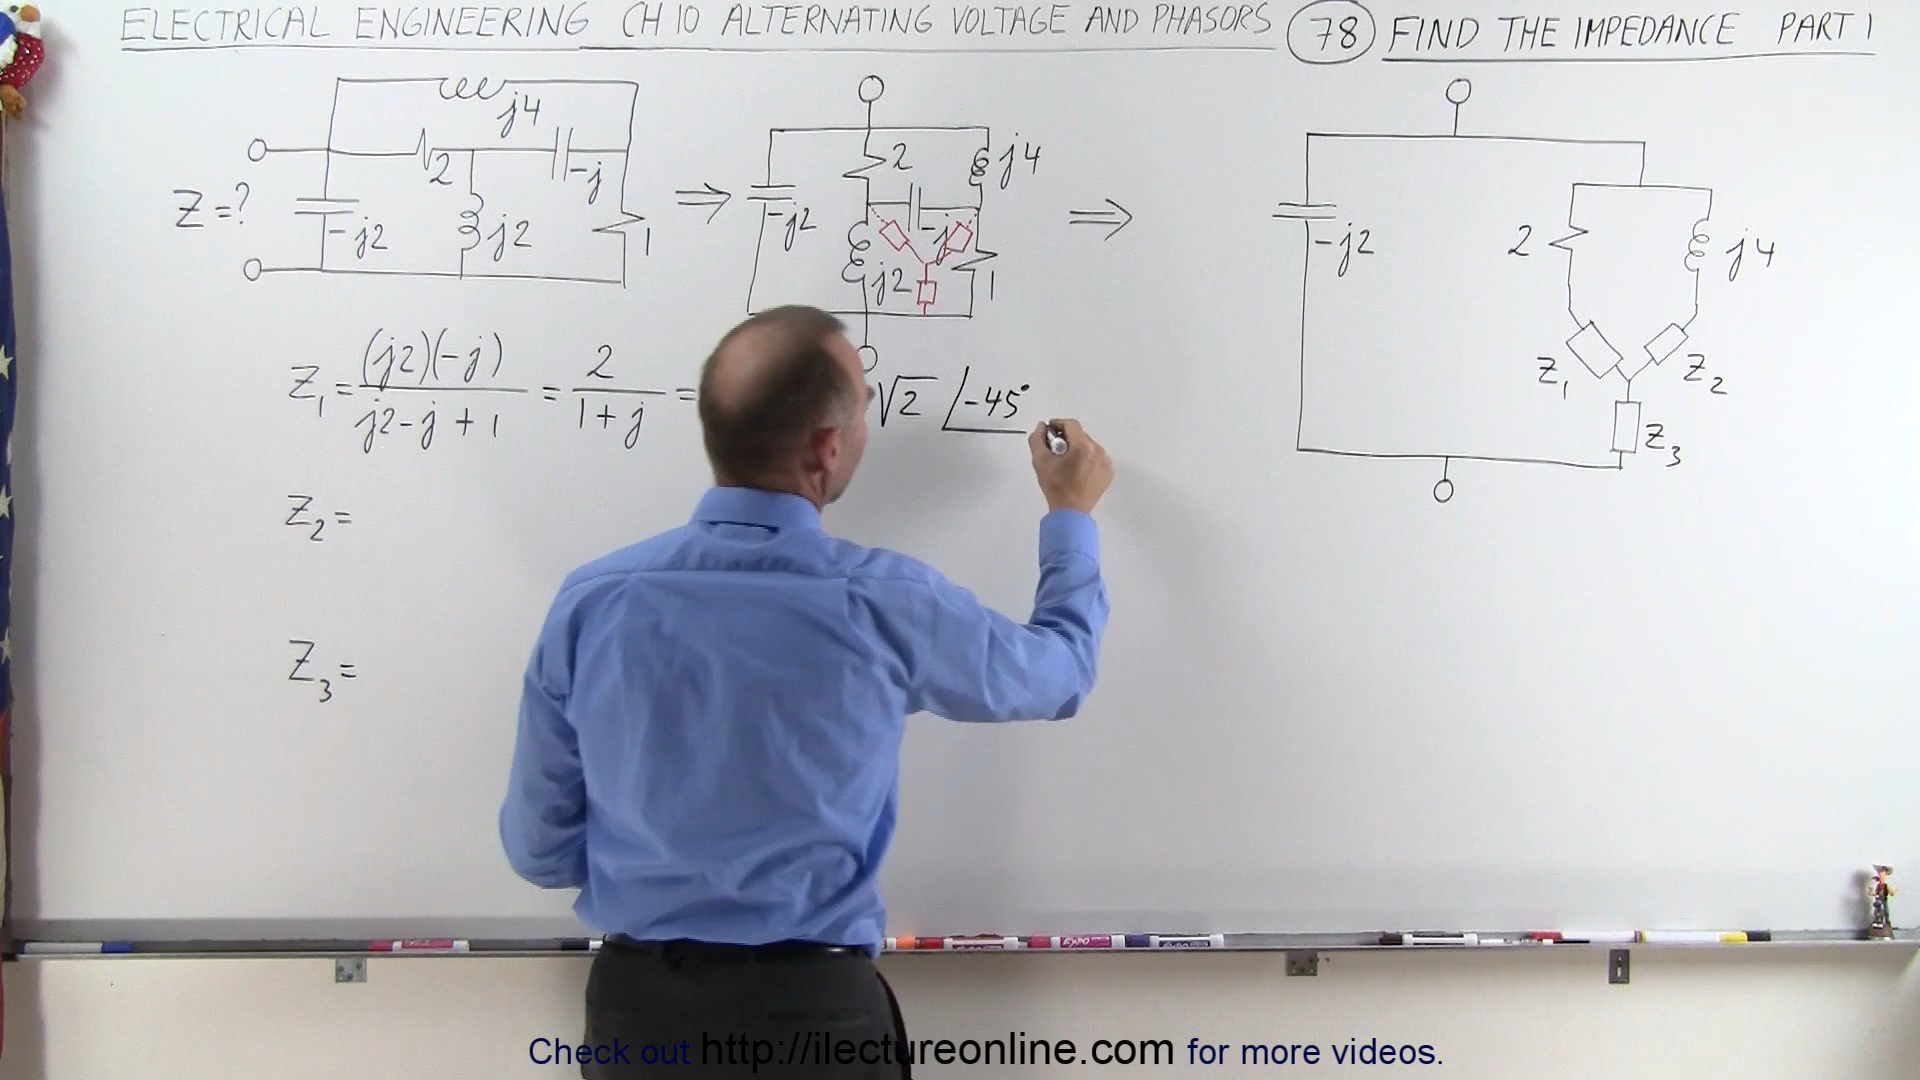 ELECTRICAL ENGINEERING CH 10 ALTERNATING VOLTAGE AND PHASORS 78 FIND THE IMPEDANCE PART 1
j4
2
-j
Z = ?
-j2
j2
1
⇒
2
j4
-j2
-j
j2
1
⇒
-j2
2
j4
Z1
Z2
Z3
Z1 = (j2)(-j) / (j2 - j + 1) = 2 / (1 + j) =
√2 ∠-45°
Z2 =
Z3 =
EXPO
Check out http://ilectureonline.com for more videos.